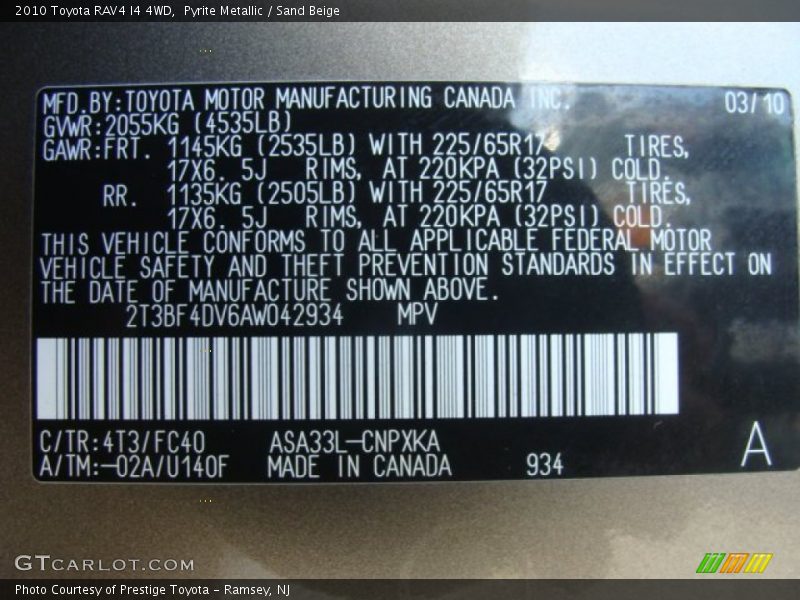 2010 Toyota RAV4 I4 4WD,  Pyrite Metallic / Sand Beige
MFD.BY:TOYOTA MOTOR MANUFACTURING CANADA INC. 03/10
GVWR:2055KG (4535LB)
GAWR:FRT. 1145KG (2535LB) WITH 225/65R17 TIRES,
17X6. 5J RIMS, AT 220KPA (32PSI) COLD.
RR. 1135KG (2505LB) WITH 225/65R17 TIRES,
17X6. 5J RIMS, AT 220KPA (32PSI) COLD.
THIS VEHICLE CONFORMS TO ALL APPLICABLE FEDERAL MOTOR
VEHICLE SAFETY AND THEFT PREVENTION STANDARDS IN EFFECT ON
THE DATE OF MANUFACTURE SHOWN ABOVE.
2T3BF4DV6AW042934 MPV
C/TR:4T3/FC40 ASA33L-CNPXKA A
A/TM:-02A/U140F MADE IN CANADA 934
GTCARLOT.COM
Photo Courtesy of Prestige Toyota - Ramsey, NJ